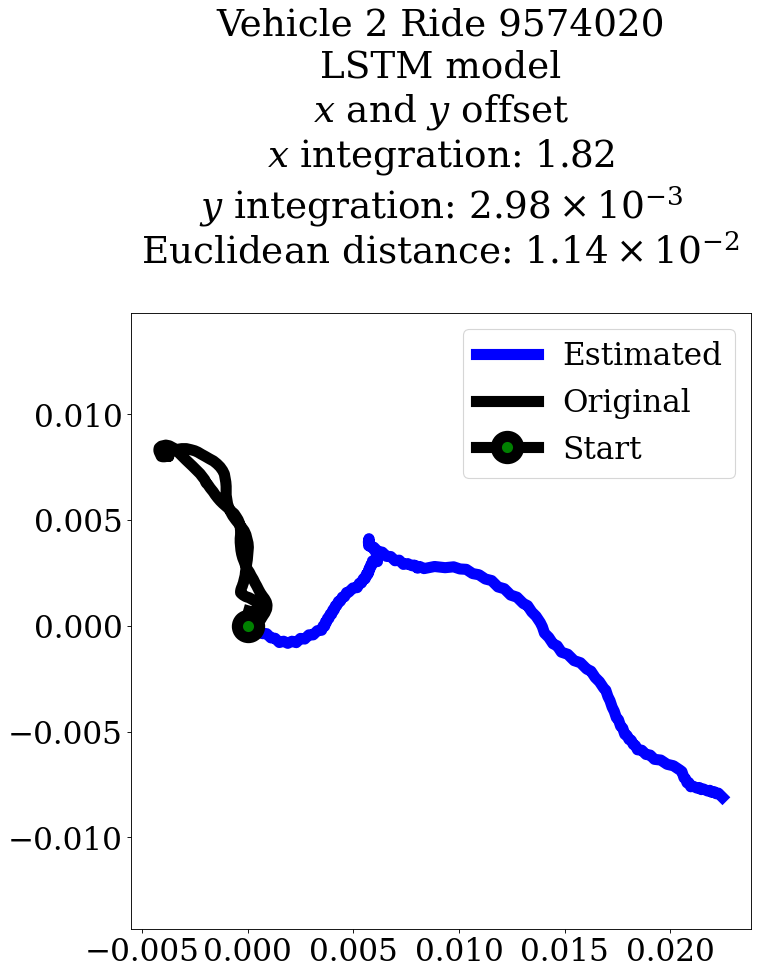 Vehicle 2 Ride 9574020
LSTM model
x and y offset
x integration: 1.82
y integration: 2.98 × 10⁻³
Euclidean distance: 1.14 × 10⁻²
Estimated
Original
Start
0.010
0.005
0.000
−0.005
−0.010
−0.005 0.000 0.005 0.010 0.015 0.020